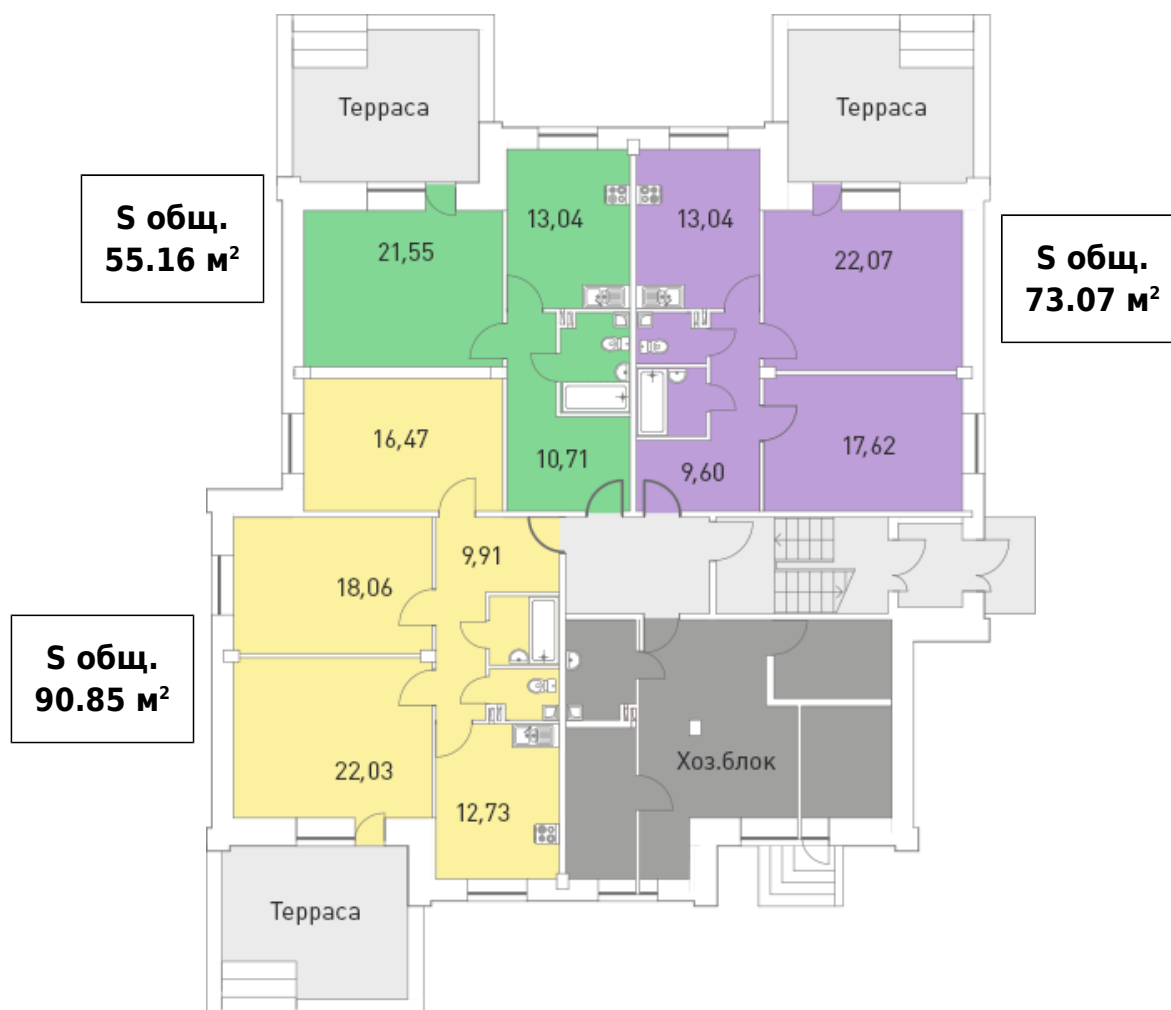 Терраса
Терраса
S общ.
55.16 м²
13,04
13,04
21,55
22,07
S общ.
73.07 м²
16,47
10,71
9,60
17,62
9,91
18,06
S общ.
90.85 м²
22,03
12,73
Хоз.блок
Терраса